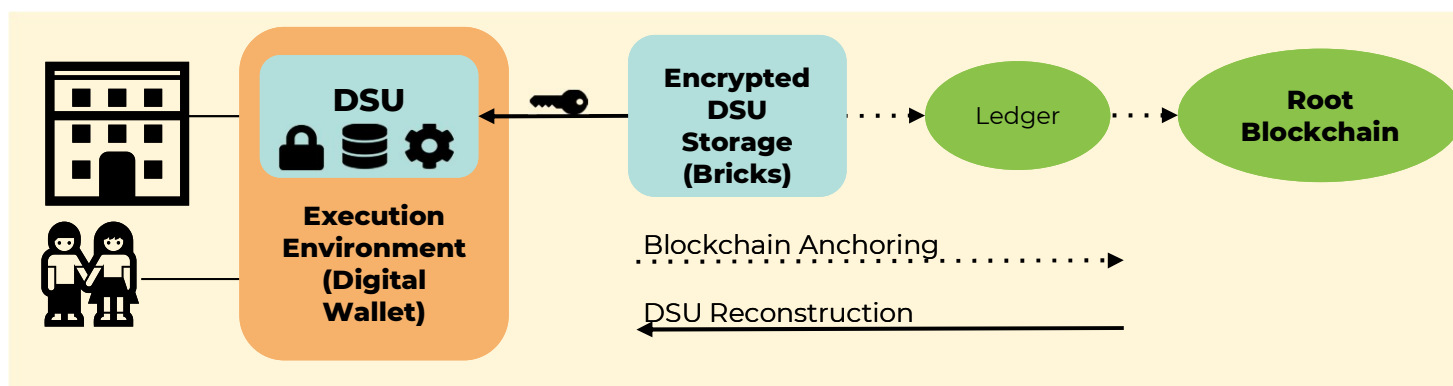 DSU
Execution
Environment
(Digital
Wallet)
Encrypted
DSU
Storage
(Bricks)
Ledger
Root
Blockchain
Blockchain Anchoring
DSU Reconstruction